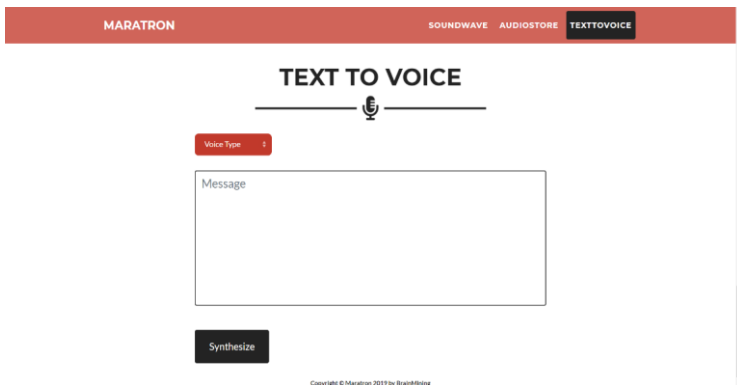 MARATRON
SOUNDWAVE AUDIOSTORE TEXTTOVOICE
TEXT TO VOICE
Voice Type
Message
Synthesize
Copyright © Maratron 2019 by BrainMining